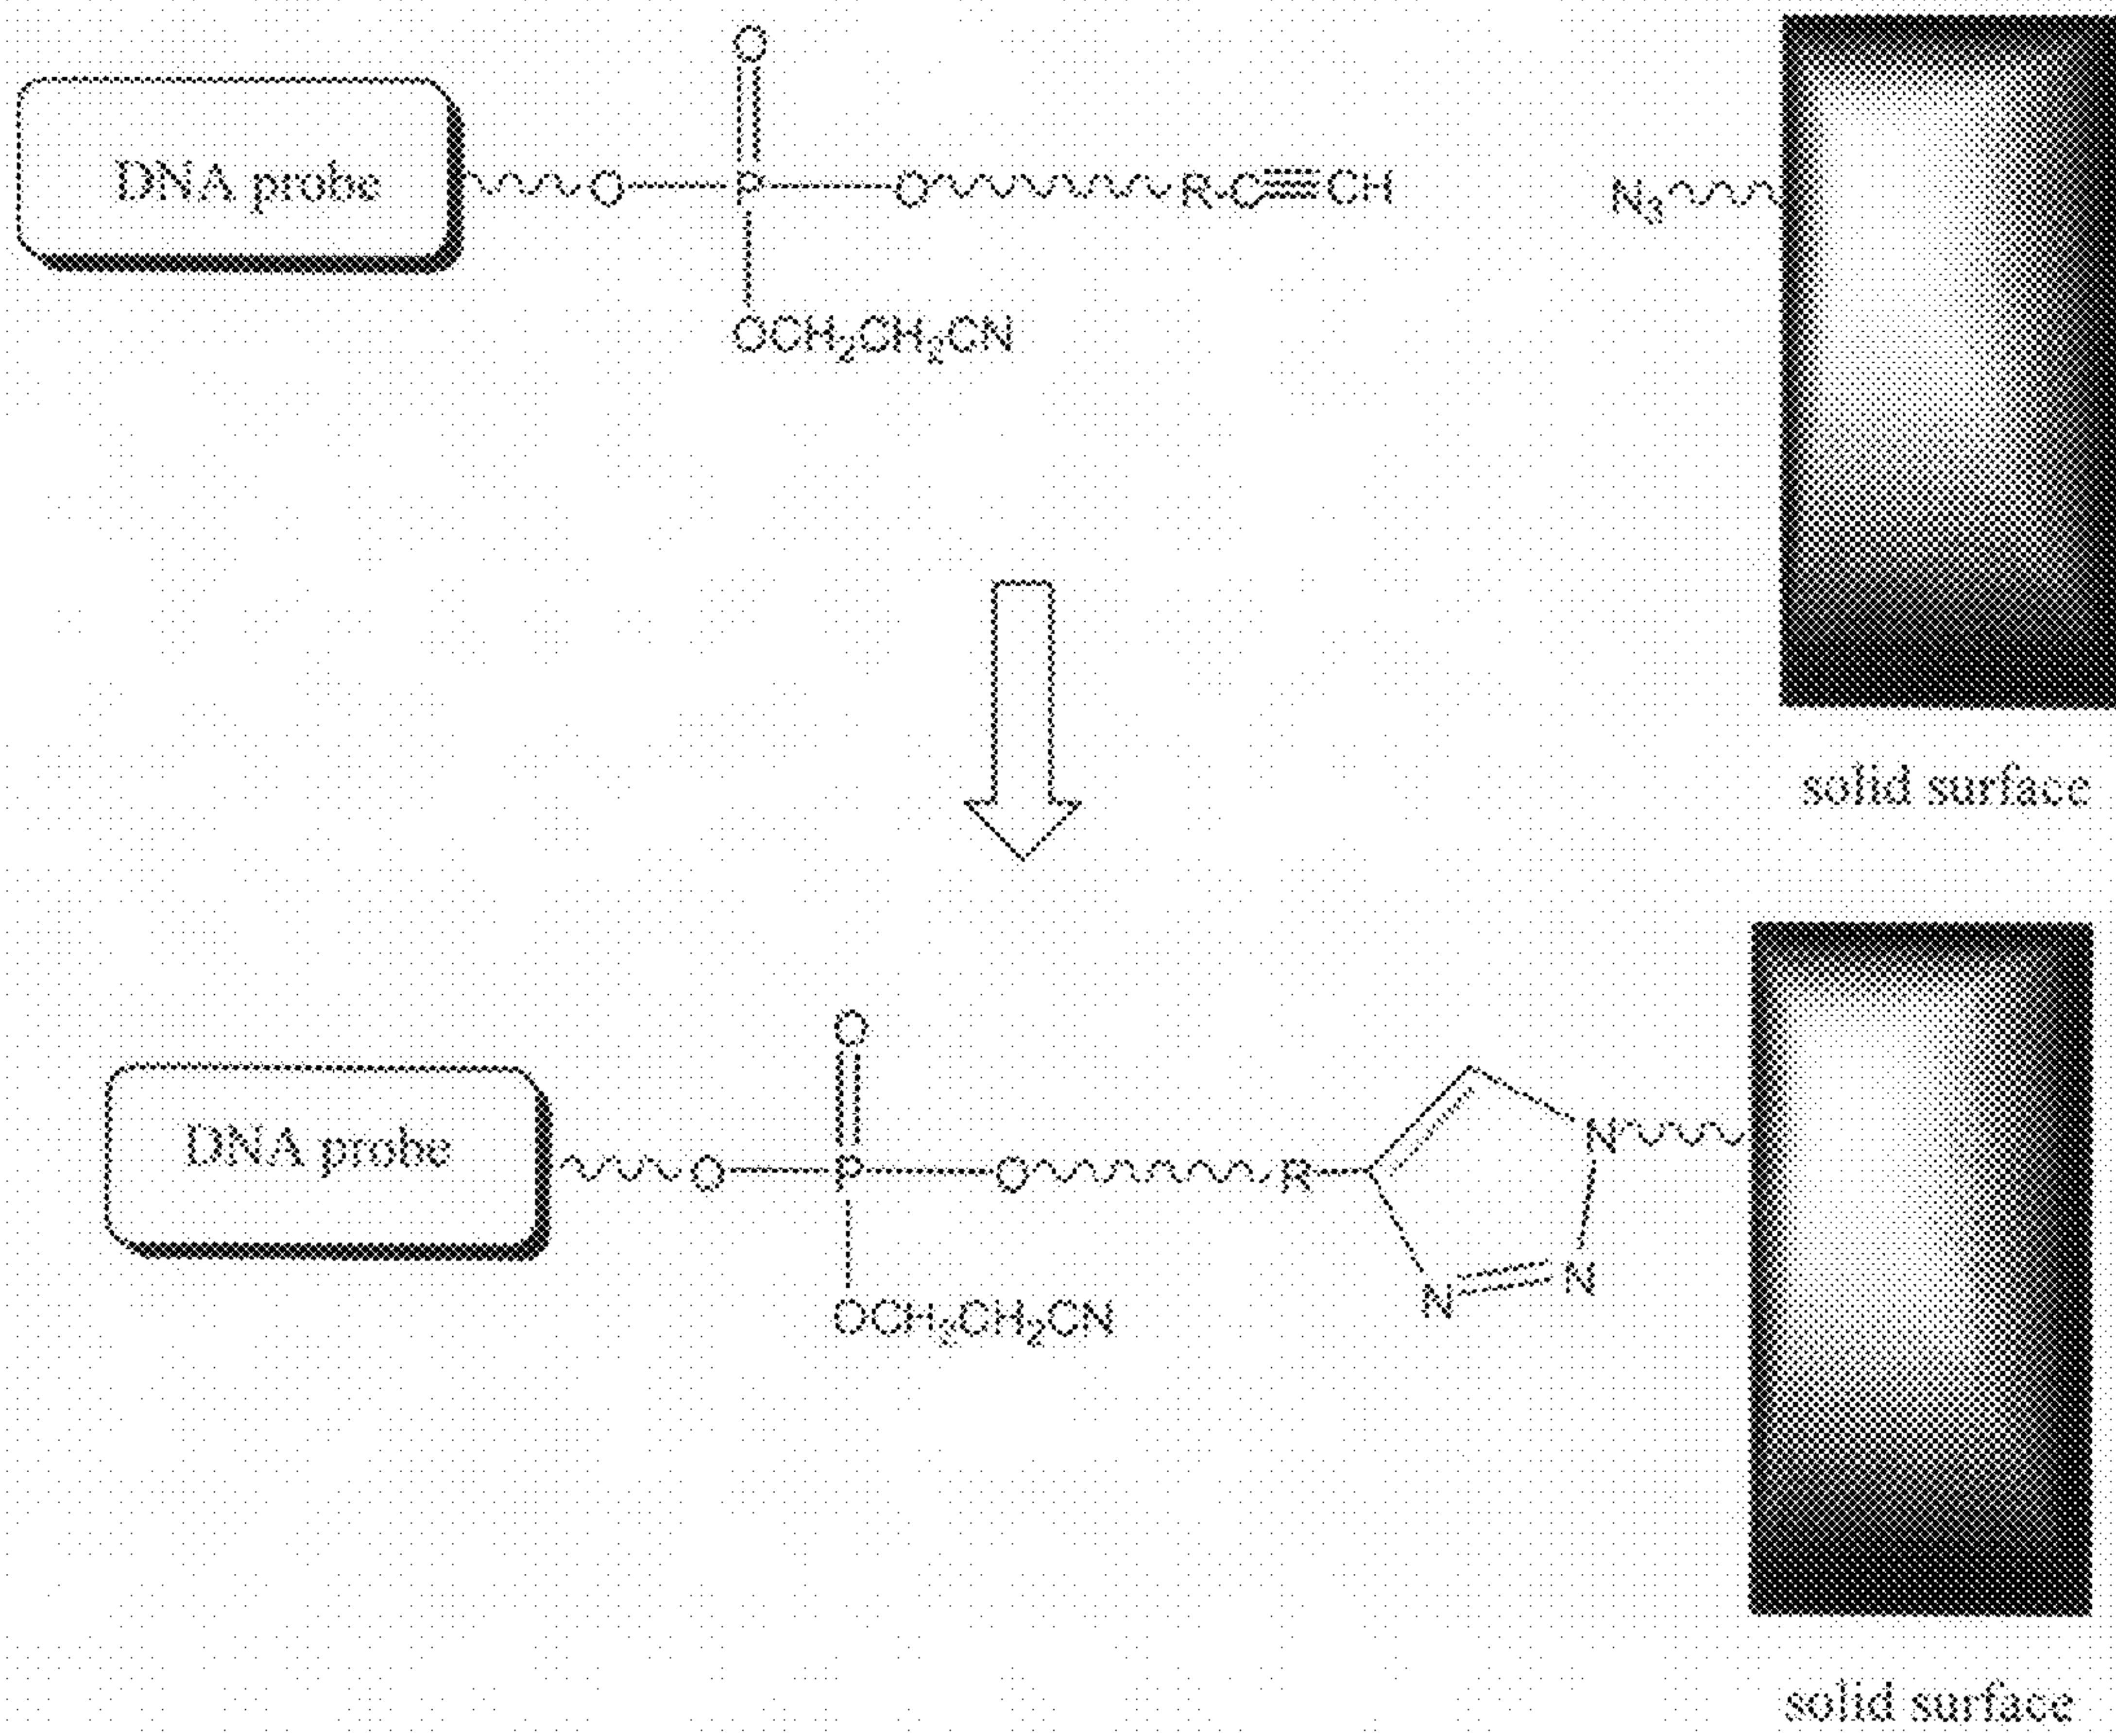 O
DNA probe
O P O R-C≡CH N₃
OCH₂CH₂CN
solid surface
O
DNA probe
N
O P O R
N N
OCH₂CH₂CN
solid surface